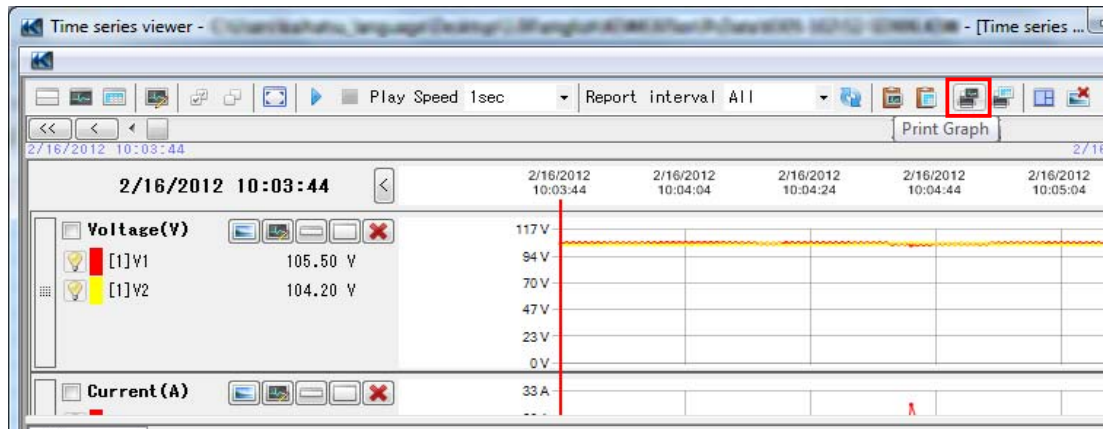 Time series viewer - - [Time series ...
Play Speed 1sec Report interval All
<< < Print Graph
2/16/2012 10:03:44
2/16/2012 10:03:44 <
2/16/2012 2/16/2012 2/16/2012 2/16/2012 2/16/2012
10:03:44 10:04:04 10:04:24 10:04:44 10:05:04
Voltage(V)
[1]V1 105.50 V
[1]V2 104.20 V
117 V
94 V
70 V
47 V
23 V
0 V
Current(A)
33 A